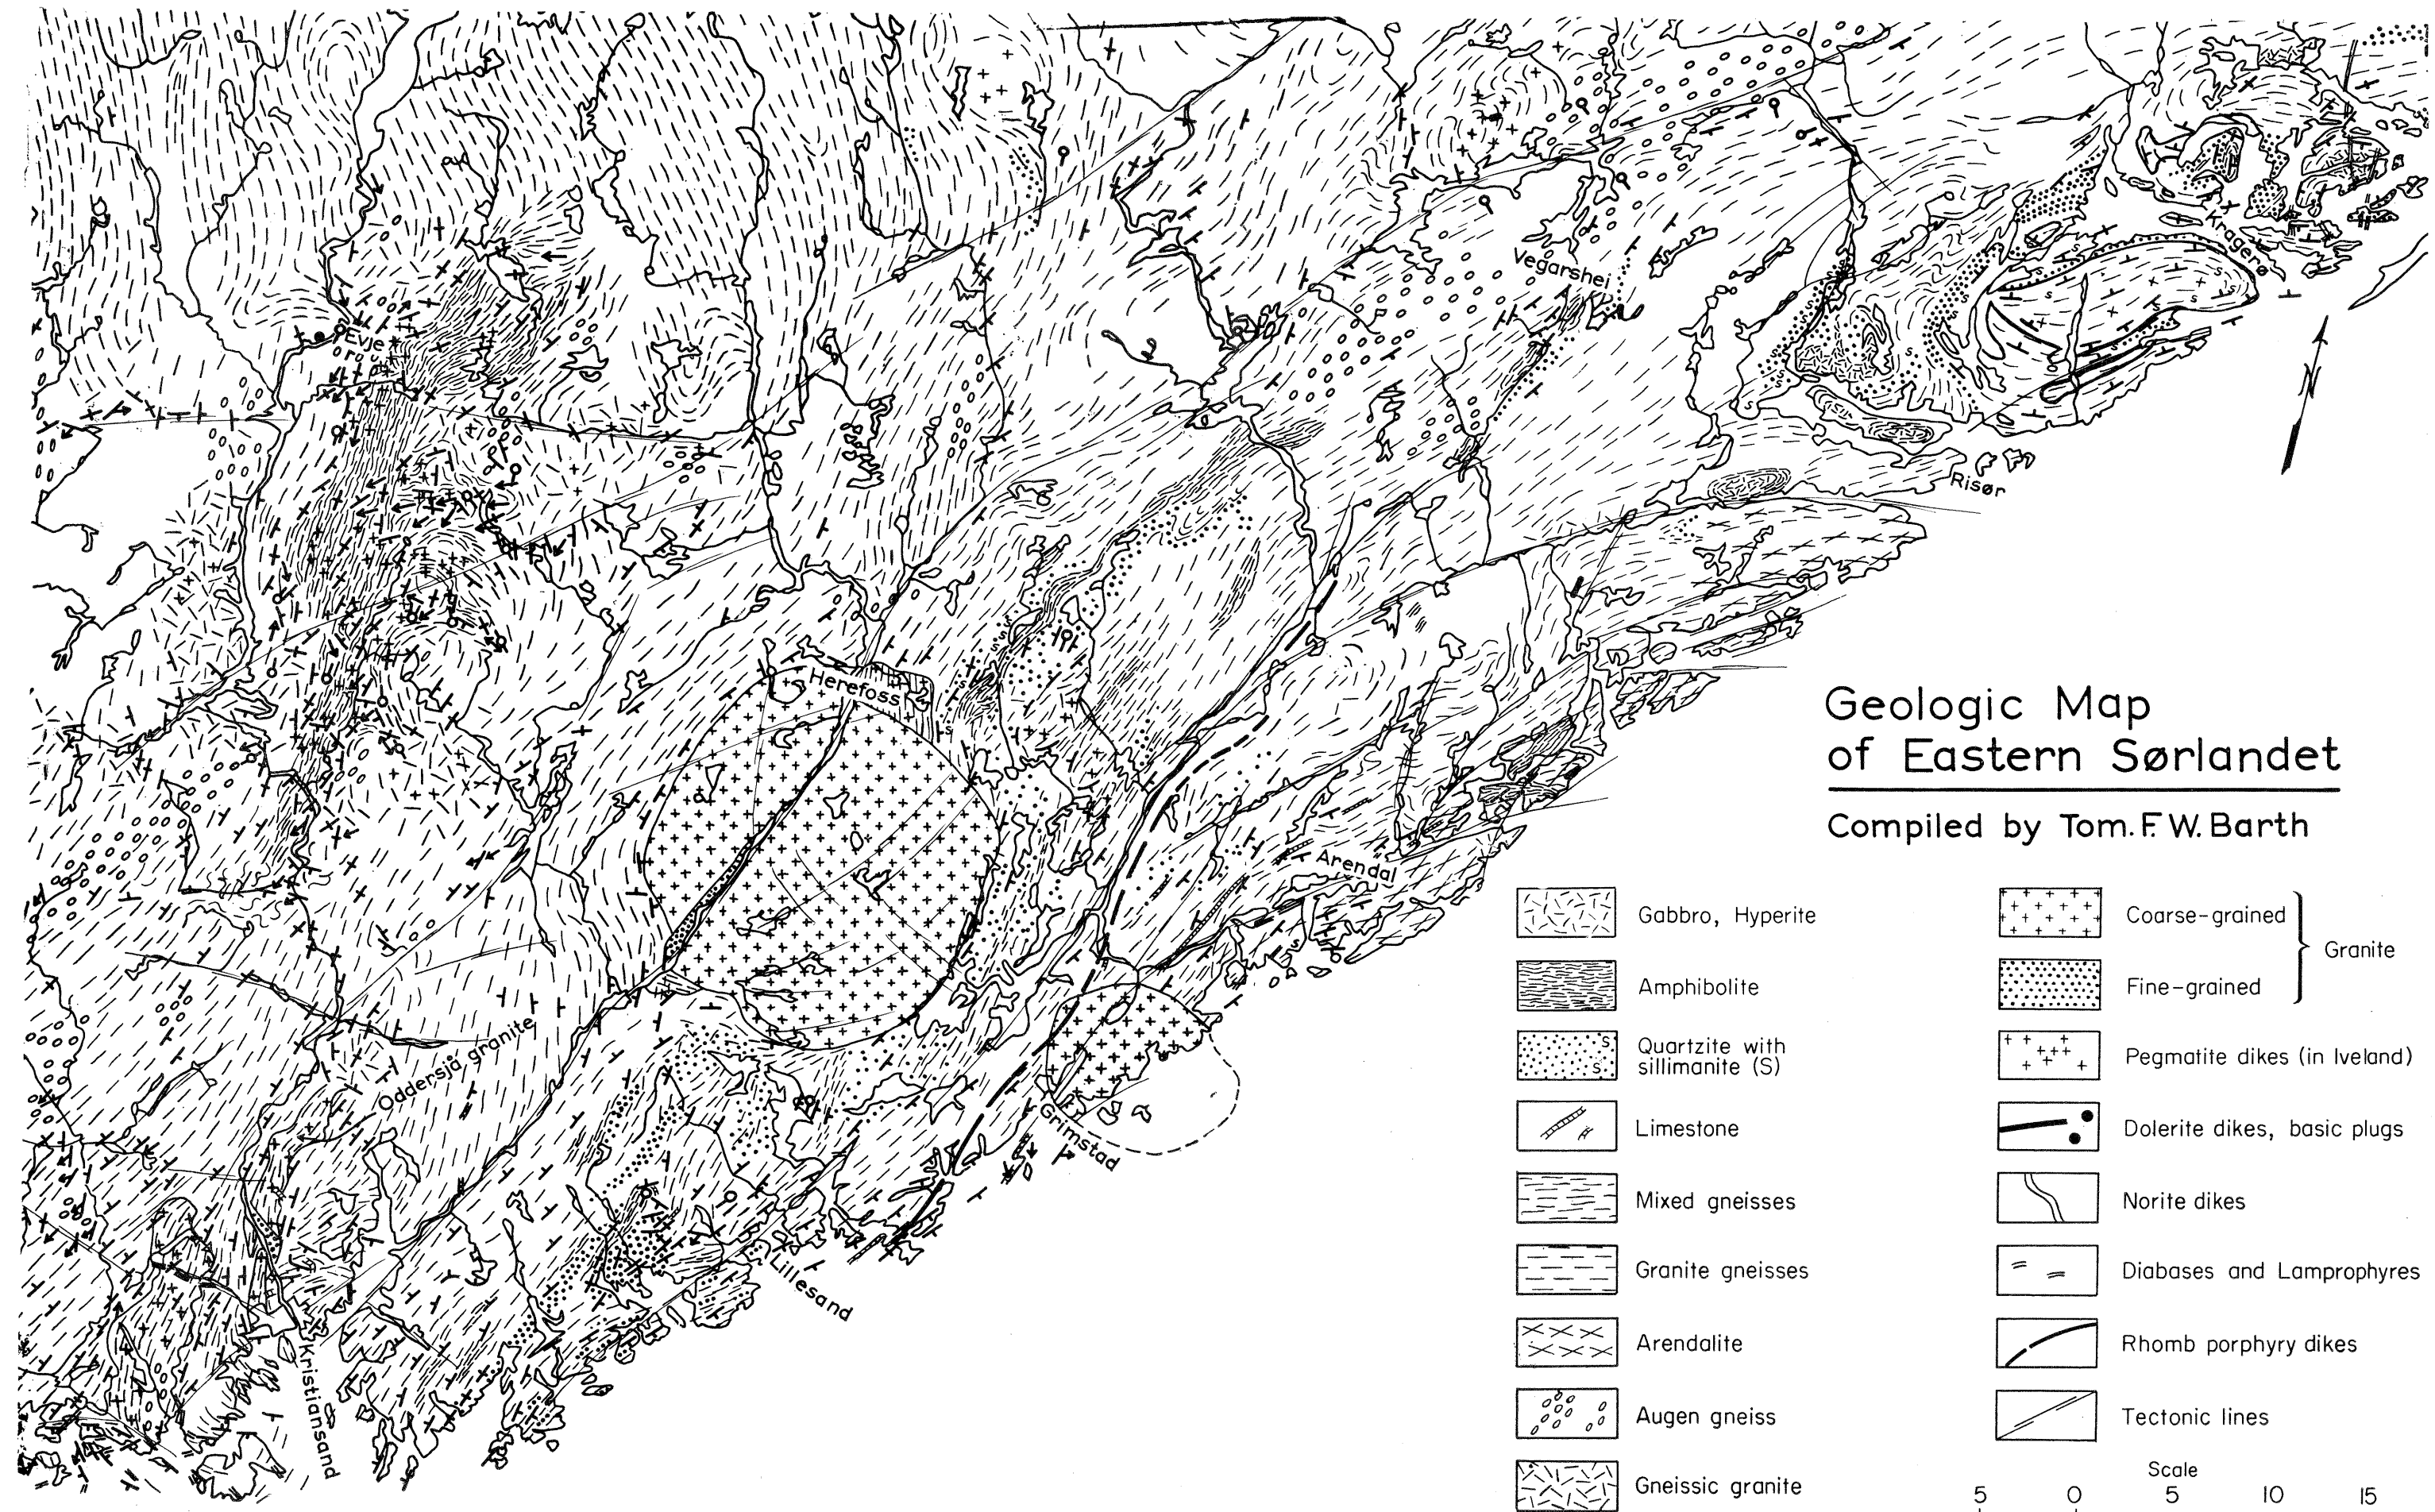 Evje
Vegarshei
Kragerø
Risør
Herefoss
Arendal
Oddersjå granite
Grimstad
Lillesand
Kristiansand
N
Geologic Map
of Eastern Sørlandet
Compiled by Tom. F. W. Barth
Gabbro, Hyperite
Amphibolite
Quartzite with
sillimanite (S)
Limestone
Mixed gneisses
Granite gneisses
Arendalite
Augen gneiss
Gneissic granite
Coarse-grained
Fine-grained
Granite
Pegmatite dikes (in Iveland)
Dolerite dikes, basic plugs
Norite dikes
Diabases and Lamprophyres
Rhomb porphyry dikes
Tectonic lines
Scale
5 0 5 10 15